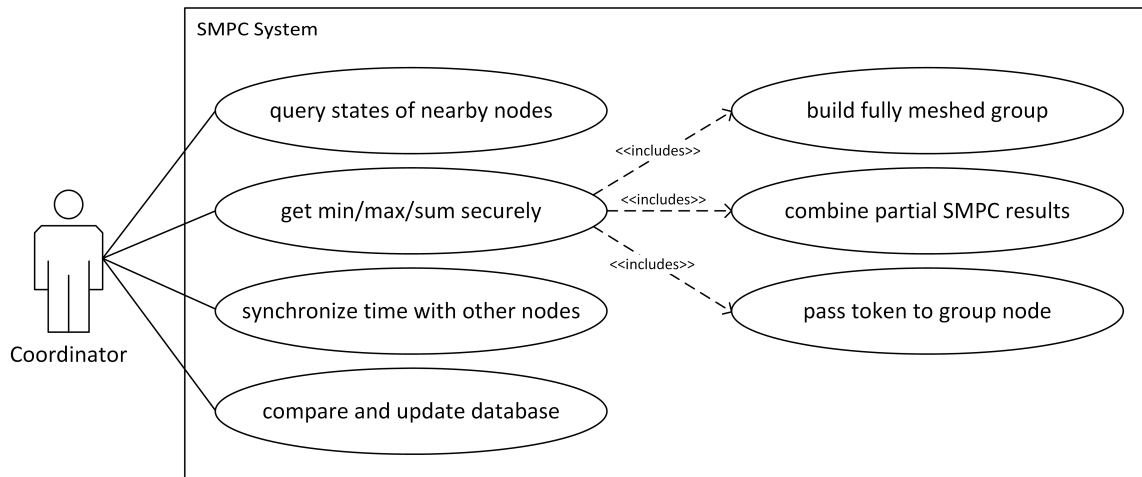 SMPC System
query states of nearby nodes
build fully meshed group
<<includes>>
get min/max/sum securely
<<includes>>
combine partial SMPC results
<<includes>>
synchronize time with other nodes
pass token to group node
Coordinator
compare and update database